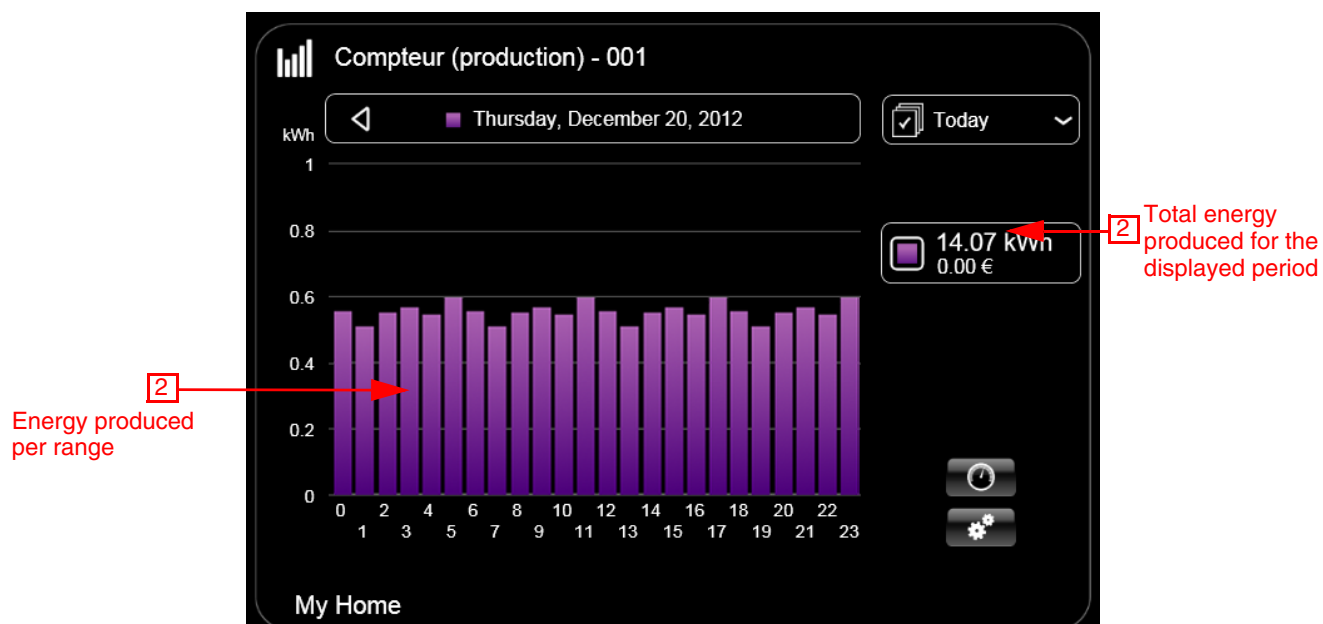 Compteur (production) - 001
Thursday, December 20, 2012
Today
kWh
1
0.8
0.6
0.4
0.2
0
14.07 kWh
0.00 €
2
Total energy
produced for the
displayed period
2
Energy produced
per range
0 2 4 6 8 10 12 14 16 18 20 22
1 3 5 7 9 11 13 15 17 19 21 23
My Home